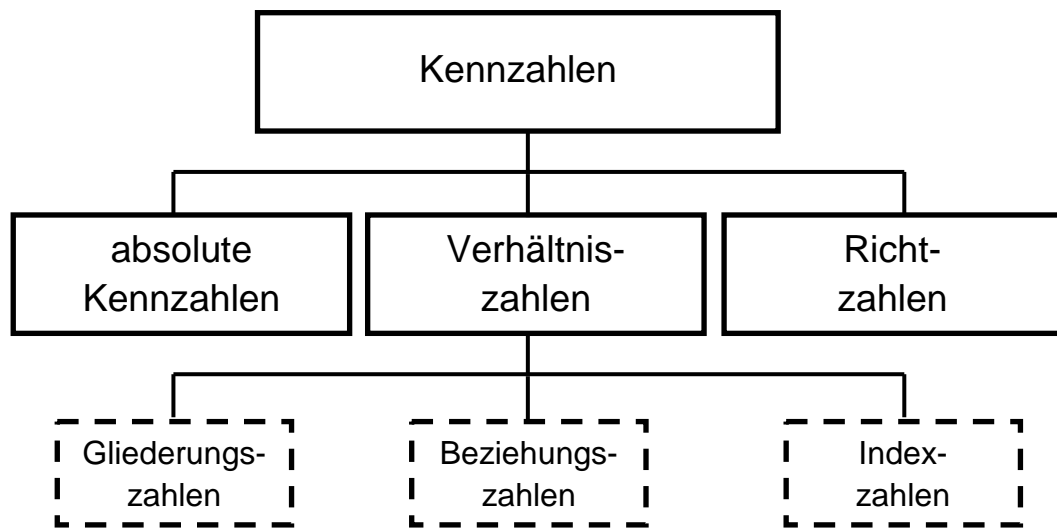 Kennzahlen
absolute
Kennzahlen
Verhältnis-
zahlen
Richt-
zahlen
Gliederungs-
zahlen
Beziehungs-
zahlen
Index-
zahlen